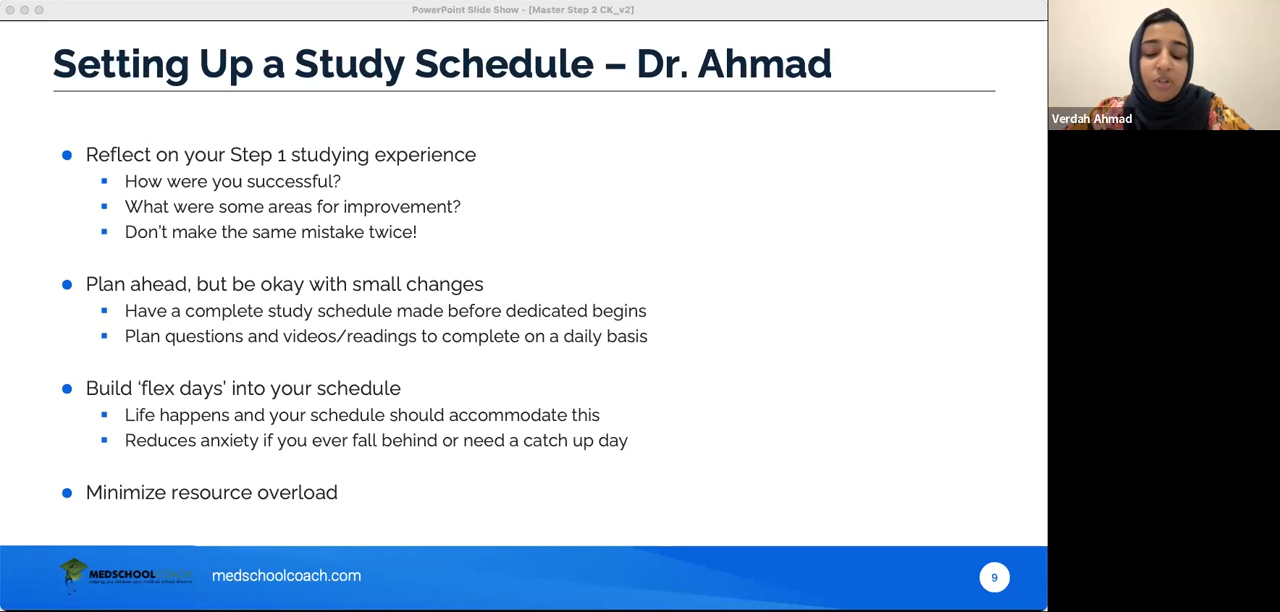 PowerPoint Slide Show - [Master Step 2 CK_v2]
Setting Up a Study Schedule – Dr. Ahmad
Verdah Ahmad
Reflect on your Step 1 studying experience
How were you successful?
What were some areas for improvement?
Don't make the same mistake twice!
Plan ahead, but be okay with small changes
Have a complete study schedule made before dedicated begins
Plan questions and videos/readings to complete on a daily basis
Build ‘flex days’ into your schedule
Life happens and your schedule should accommodate this
Reduces anxiety if you ever fall behind or need a catch up day
Minimize resource overload
MEDSCHOOLCOACH
medschoolcoach.com
9